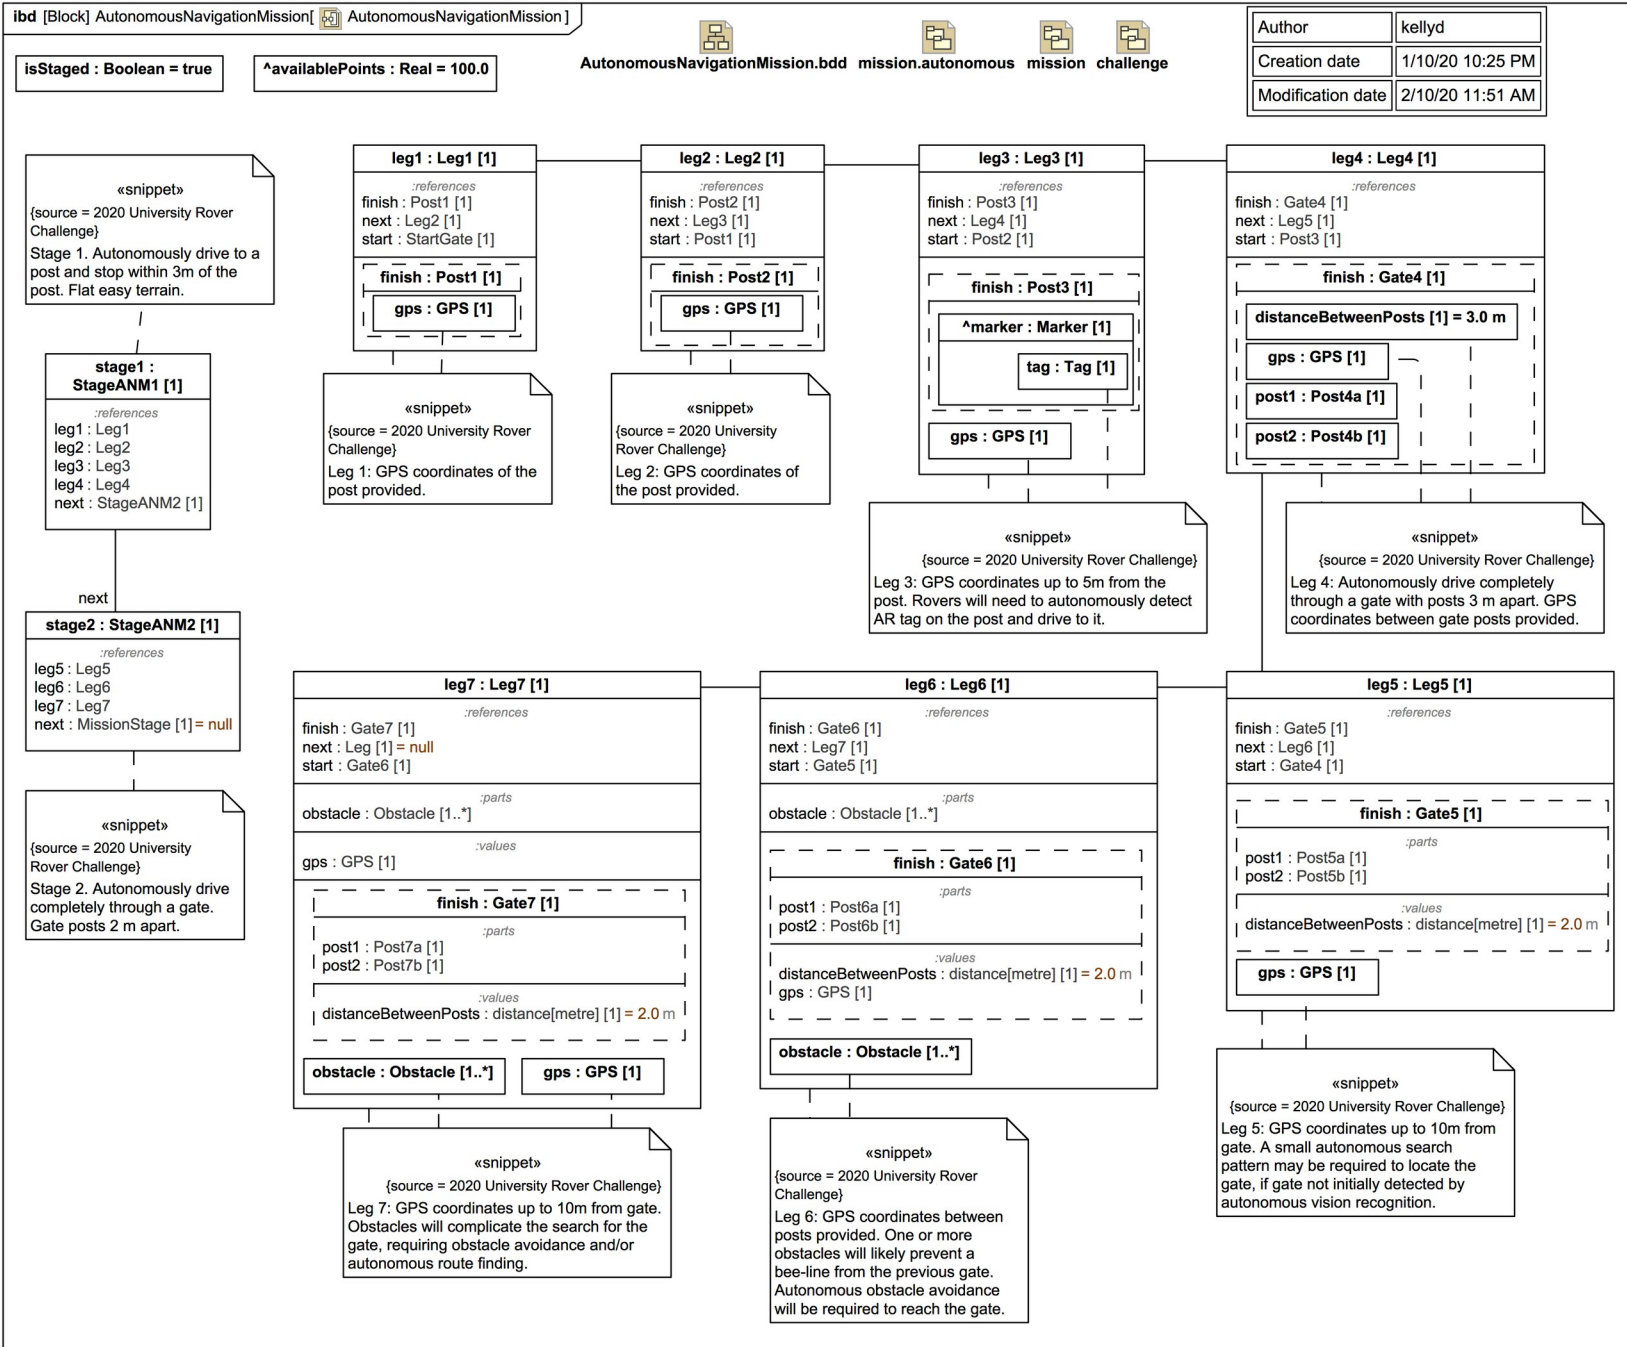 ibd [Block] AutonomousNavigationMission[ AutonomousNavigationMission ]
isStaged : Boolean = true
^availablePoints : Real = 100.0
AutonomousNavigationMission.bdd
mission.autonomous
mission
challenge
Author kellyd
Creation date 1/10/20 10:25 PM
Modification date 2/10/20 11:51 AM
«snippet»
{source = 2020 University Rover
Challenge}
Stage 1. Autonomously drive to a
post and stop within 3m of the
post. Flat easy terrain.
stage1 :
StageANM1 [1]
:references
leg1 : Leg1
leg2 : Leg2
leg3 : Leg3
leg4 : Leg4
next : StageANM2 [1]
next
stage2 : StageANM2 [1]
:references
leg5 : Leg5
leg6 : Leg6
leg7 : Leg7
next : MissionStage [1] = null
«snippet»
{source = 2020 University
Rover Challenge}
Stage 2. Autonomously drive
completely through a gate.
Gate posts 2 m apart.
leg1 : Leg1 [1]
:references
finish : Post1 [1]
next : Leg2 [1]
start : StartGate [1]
finish : Post1 [1]
gps : GPS [1]
«snippet»
{source = 2020 University Rover
Challenge}
Leg 1: GPS coordinates of the
post provided.
leg2 : Leg2 [1]
:references
finish : Post2 [1]
next : Leg3 [1]
start : Post1 [1]
finish : Post2 [1]
gps : GPS [1]
«snippet»
{source = 2020 University
Rover Challenge}
Leg 2: GPS coordinates of
the post provided.
leg3 : Leg3 [1]
:references
finish : Post3 [1]
next : Leg4 [1]
start : Post2 [1]
finish : Post3 [1]
^marker : Marker [1]
tag : Tag [1]
gps : GPS [1]
«snippet»
{source = 2020 University Rover Challenge}
Leg 3: GPS coordinates up to 5m from the
post. Rovers will need to autonomously detect
AR tag on the post and drive to it.
leg4 : Leg4 [1]
:references
finish : Gate4 [1]
next : Leg5 [1]
start : Post3 [1]
finish : Gate4 [1]
distanceBetweenPosts [1] = 3.0 m
gps : GPS [1]
post1 : Post4a [1]
post2 : Post4b [1]
«snippet»
{source = 2020 University Rover Challenge}
Leg 4: Autonomously drive completely
through a gate with posts 3 m apart. GPS
coordinates between gate posts provided.
leg7 : Leg7 [1]
:references
finish : Gate7 [1]
next : Leg [1] = null
start : Gate6 [1]
:parts
obstacle : Obstacle [1..*]
:values
gps : GPS [1]
finish : Gate7 [1]
:parts
post1 : Post7a [1]
post2 : Post7b [1]
:values
distanceBetweenPosts : distance[metre] [1] = 2.0 m
obstacle : Obstacle [1..*]
gps : GPS [1]
«snippet»
{source = 2020 University Rover Challenge}
Leg 7: GPS coordinates up to 10m from gate.
Obstacles will complicate the search for the
gate, requiring obstacle avoidance and/or
autonomous route finding.
leg6 : Leg6 [1]
:references
finish : Gate6 [1]
next : Leg7 [1]
start : Gate5 [1]
:parts
obstacle : Obstacle [1..*]
finish : Gate6 [1]
:parts
post1 : Post6a [1]
post2 : Post6b [1]
:values
distanceBetweenPosts : distance[metre] [1] = 2.0 m
gps : GPS [1]
obstacle : Obstacle [1..*]
«snippet»
{source = 2020 University Rover
Challenge}
Leg 6: GPS coordinates between
posts provided. One or more
obstacles will likely prevent a
bee-line from the previous gate.
Autonomous obstacle avoidance
will be required to reach the gate.
leg5 : Leg5 [1]
:references
finish : Gate5 [1]
next : Leg6 [1]
start : Gate4 [1]
finish : Gate5 [1]
:parts
post1 : Post5a [1]
post2 : Post5b [1]
:values
distanceBetweenPosts : distance[metre] [1] = 2.0 m
gps : GPS [1]
«snippet»
{source = 2020 University Rover Challenge}
Leg 5: GPS coordinates up to 10m from
gate. A small autonomous search
pattern may be required to locate the
gate, if gate not initially detected by
autonomous vision recognition.